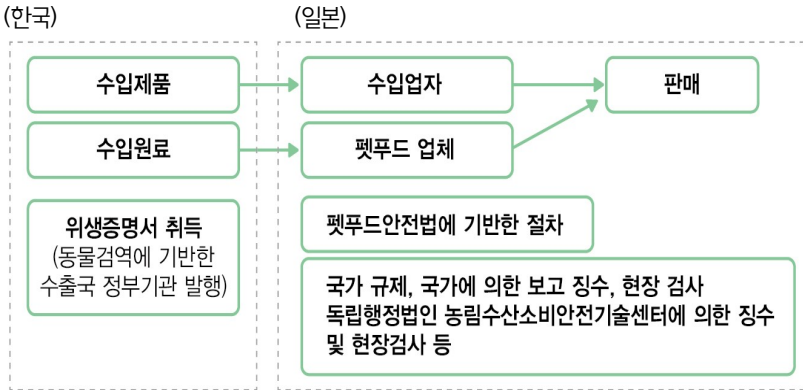 (한국)
(일본)
수입제품
수입업자
판매
수입원료
펫푸드 업체
위생증명서 취득
(동물검역에 기반한
수출국 정부기관 발행)
펫푸드안전법에 기반한 절차
국가 규제, 국가에 의한 보고 징수, 현장 검사
독립행정법인 농림수산소비안전기술센터에 의한 징수
및 현장검사 등